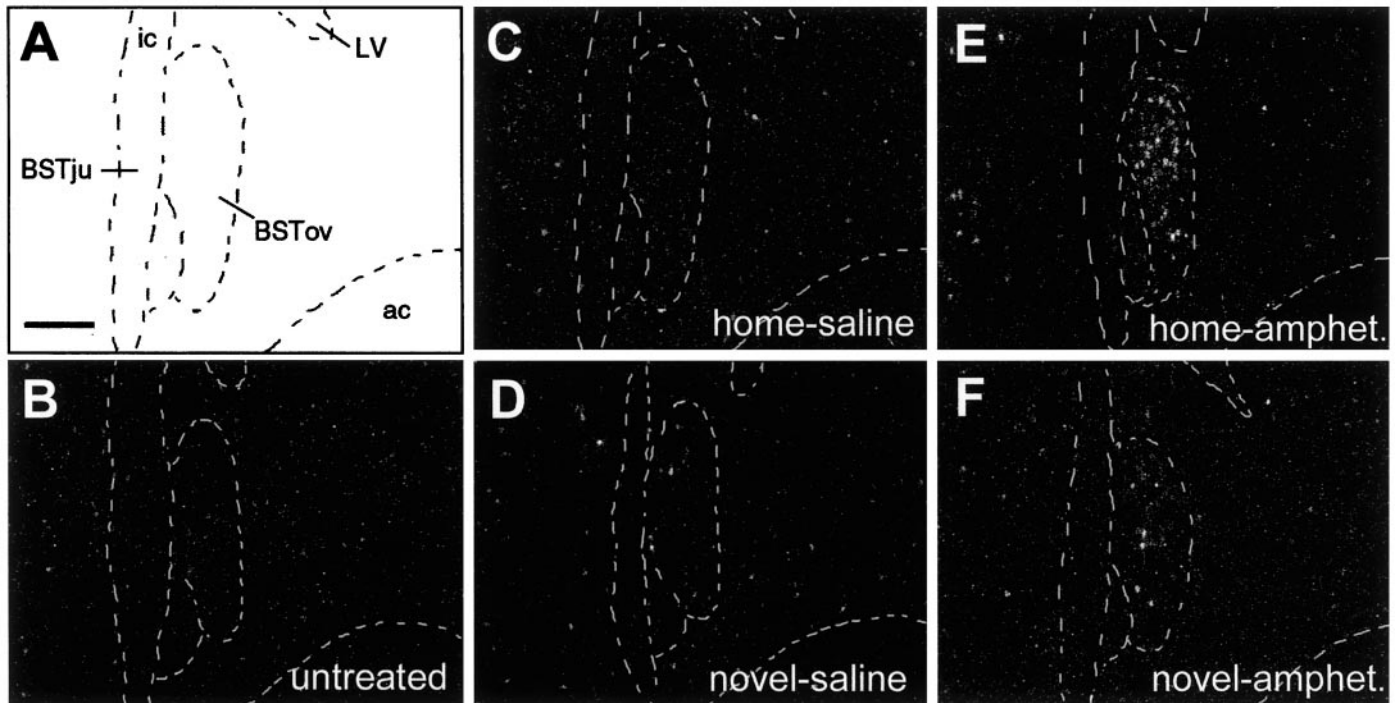 A
ic
LV
BSTju
BSTov
ac
B
untreated
C
home-saline
D
novel-saline
E
home-amphet.
F
novel-amphet.